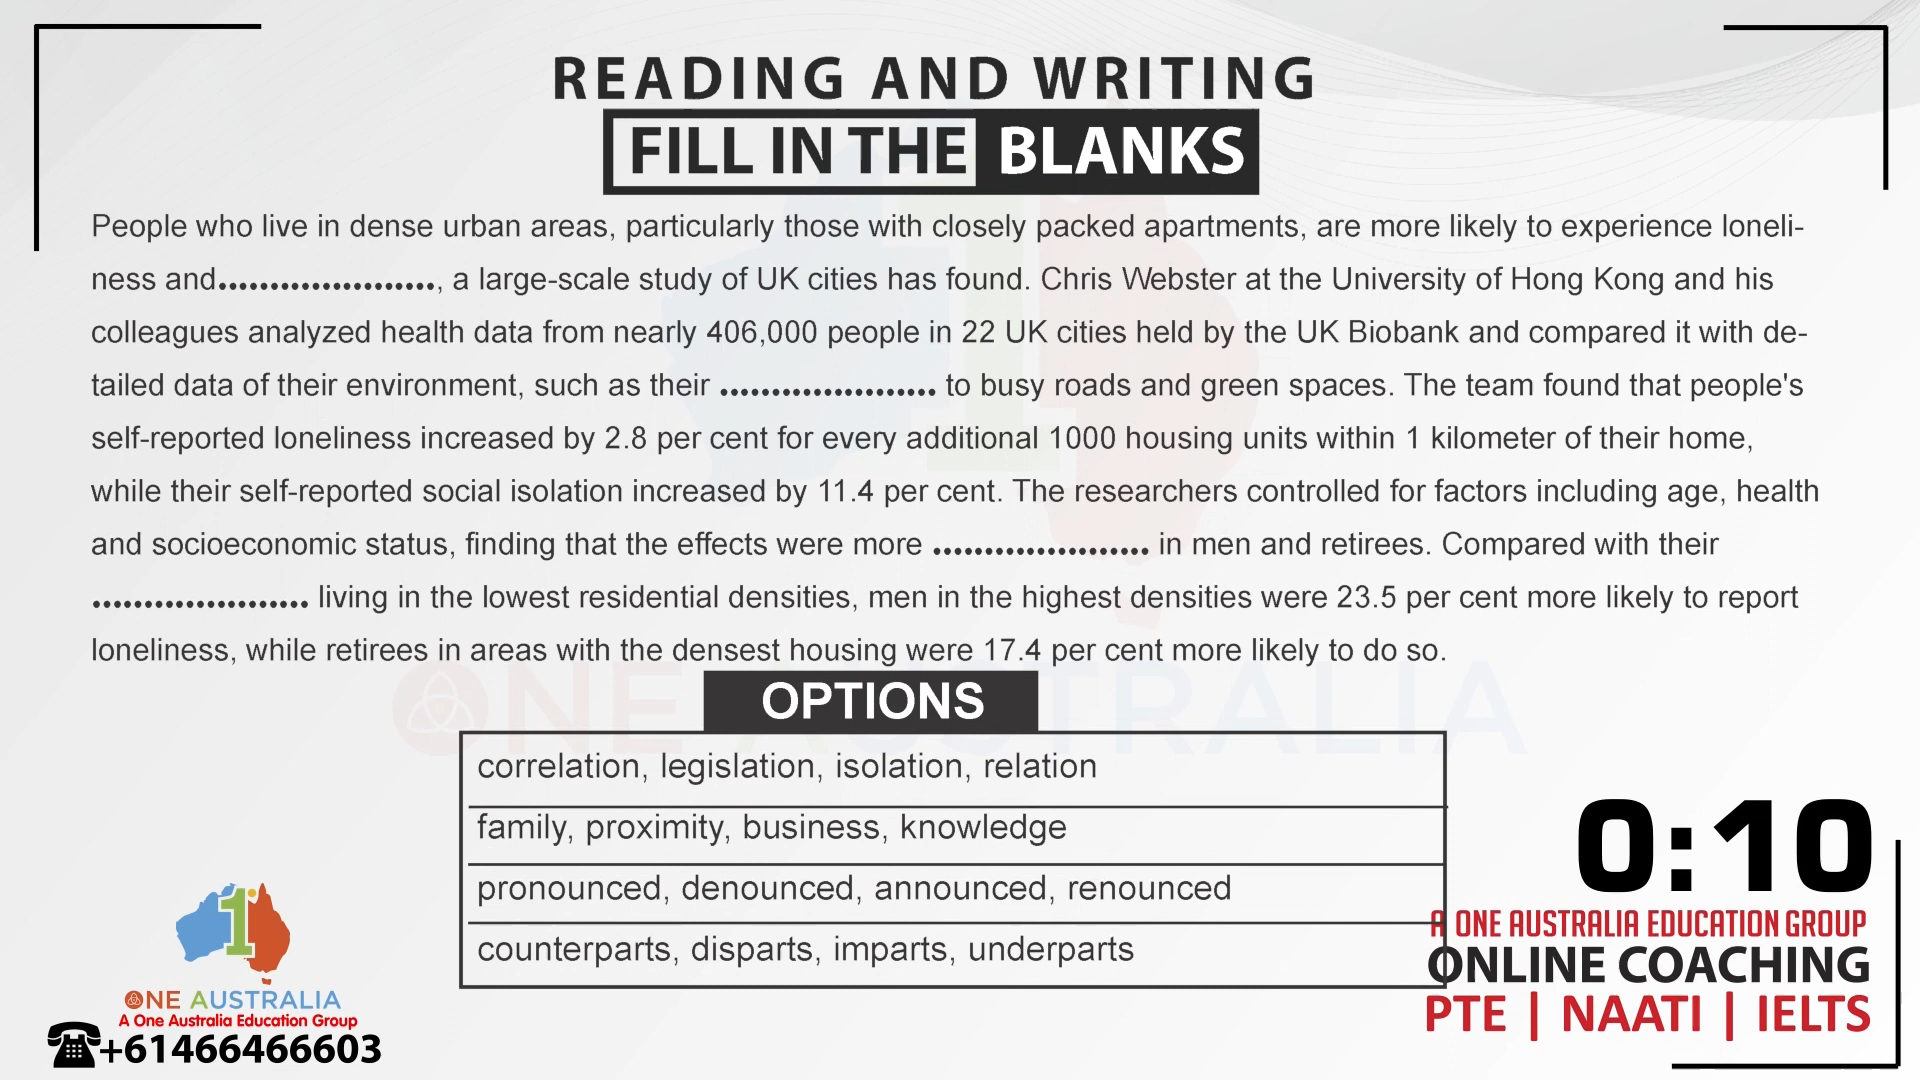 READING AND WRITING
FILL IN THE BLANKS
People who live in dense urban areas, particularly those with closely packed apartments, are more likely to experience loneli-
ness and....................., a large-scale study of UK cities has found. Chris Webster at the University of Hong Kong and his
colleagues analyzed health data from nearly 406,000 people in 22 UK cities held by the UK Biobank and compared it with de-
tailed data of their environment, such as their ..................... to busy roads and green spaces. The team found that people's
self-reported loneliness increased by 2.8 per cent for every additional 1000 housing units within 1 kilometer of their home,
while their self-reported social isolation increased by 11.4 per cent. The researchers controlled for factors including age, health
and socioeconomic status, finding that the effects were more ..................... in men and retirees. Compared with their
..................... living in the lowest residential densities, men in the highest densities were 23.5 per cent more likely to report
loneliness, while retirees in areas with the densest housing were 17.4 per cent more likely to do so.
ONE AUSTRALIA
OPTIONS
correlation, legislation, isolation, relation
family, proximity, business, knowledge
pronounced, denounced, announced, renounced
counterparts, disparts, imparts, underparts
0:10
A ONE AUSTRALIA EDUCATION GROUP
ONLINE COACHING
PTE | NAATI | IELTS
1
ONE AUSTRALIA
A One Australia Education Group
+61466466603